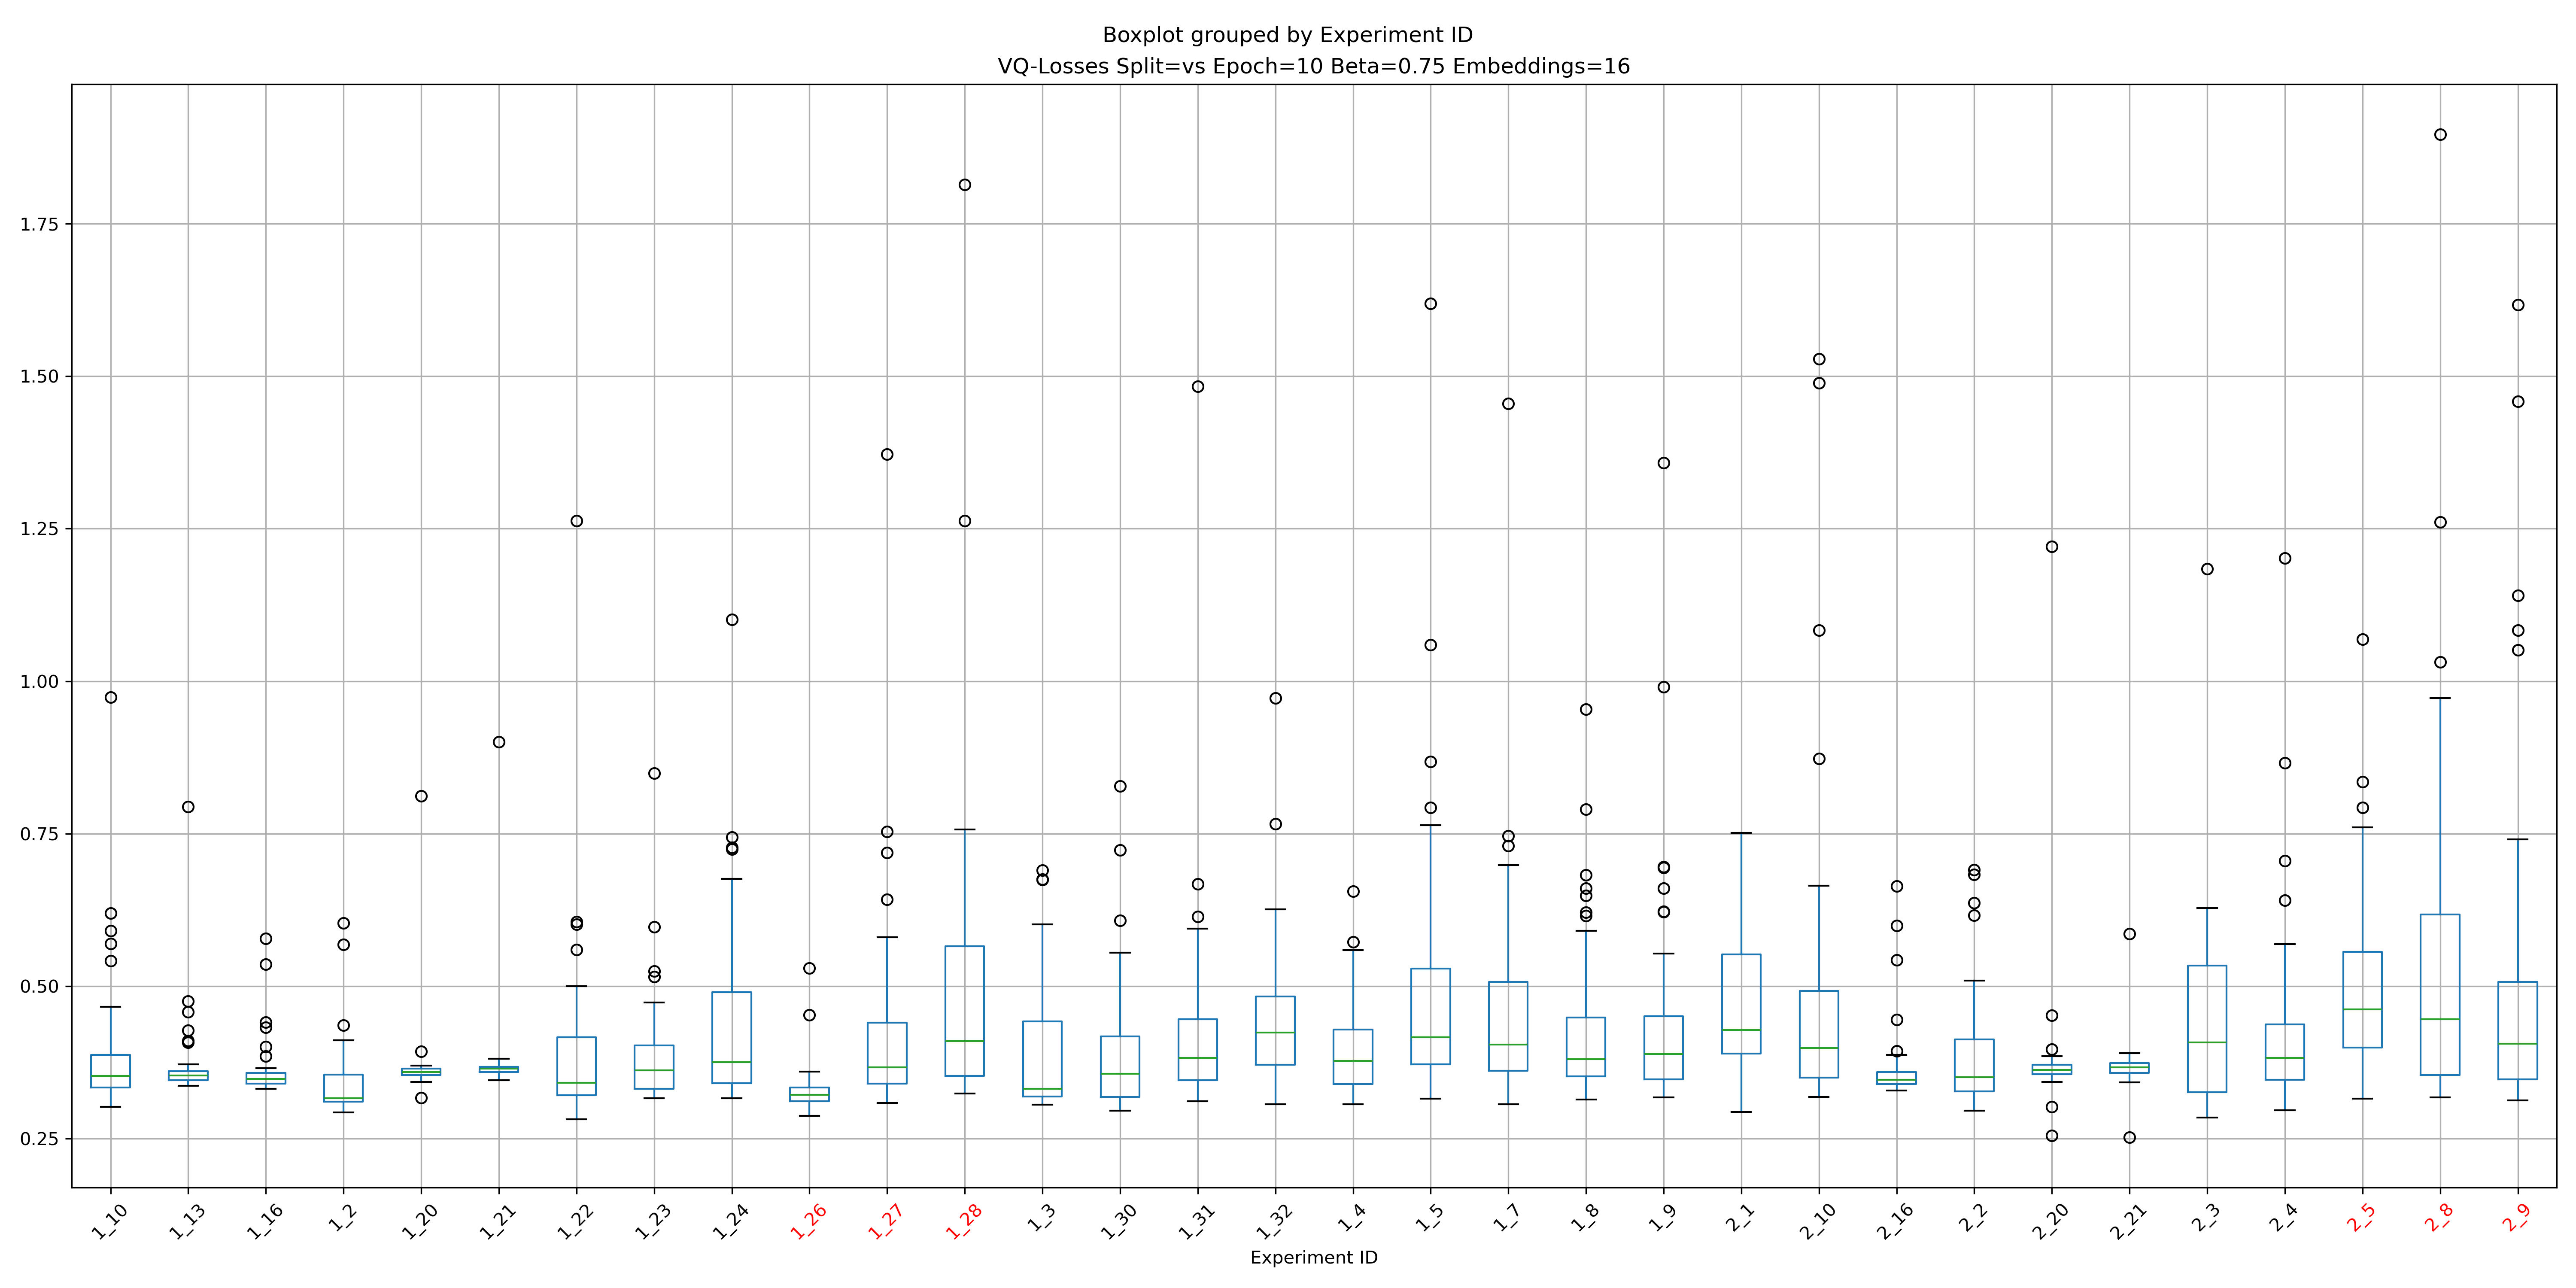 Boxplot grouped by Experiment ID
VQ-Losses Split=vs Epoch=10 Beta=0.75 Embeddings=16
1.75
1.50
1.25
1.00
0.75
0.50
0.25
1_10 1_13 1_16 1_2 1_20 1_21 1_22 1_23 1_24 1_26 1_27 1_28 1_3 1_30 1_31 1_32 1_4 1_5 1_7 1_8 1_9 2_1 2_10 2_16 2_2 2_20 2_21 2_3 2_4 2_5 2_8 2_9
Experiment ID